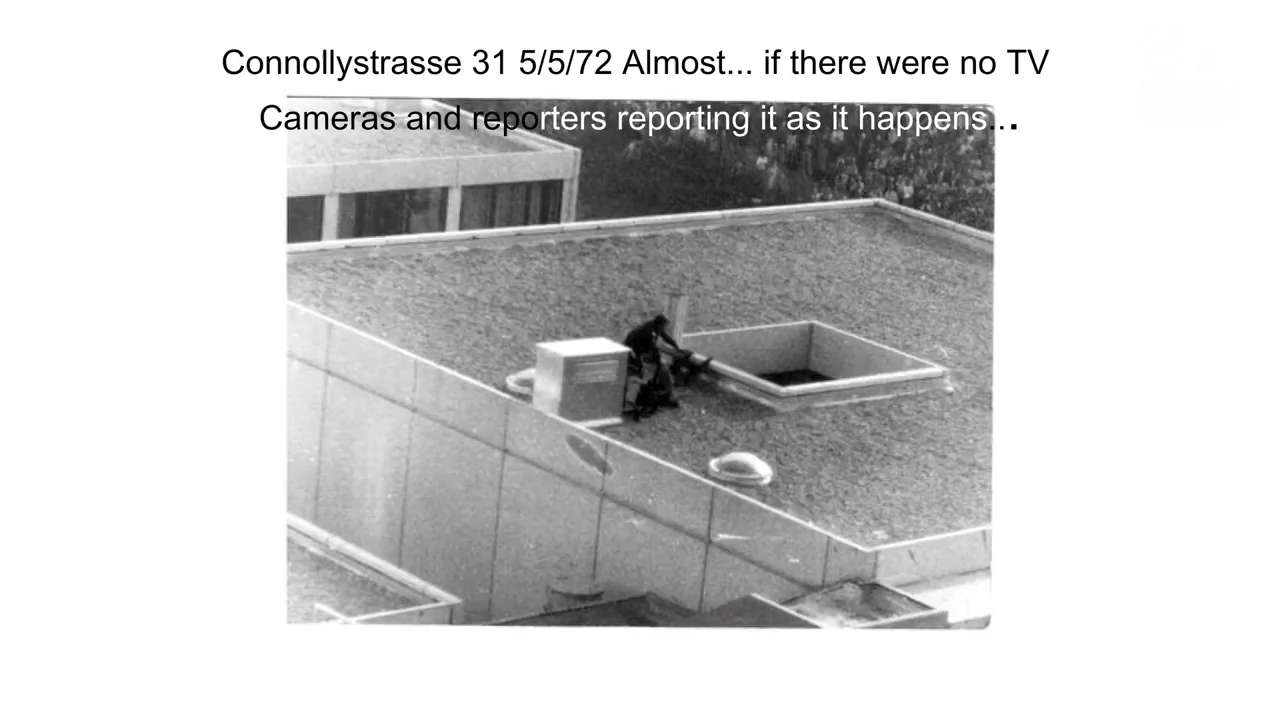 Connollystrasse 31 5/5/72 Almost... if there were no TV
Cameras and reporters reporting it as it happens...